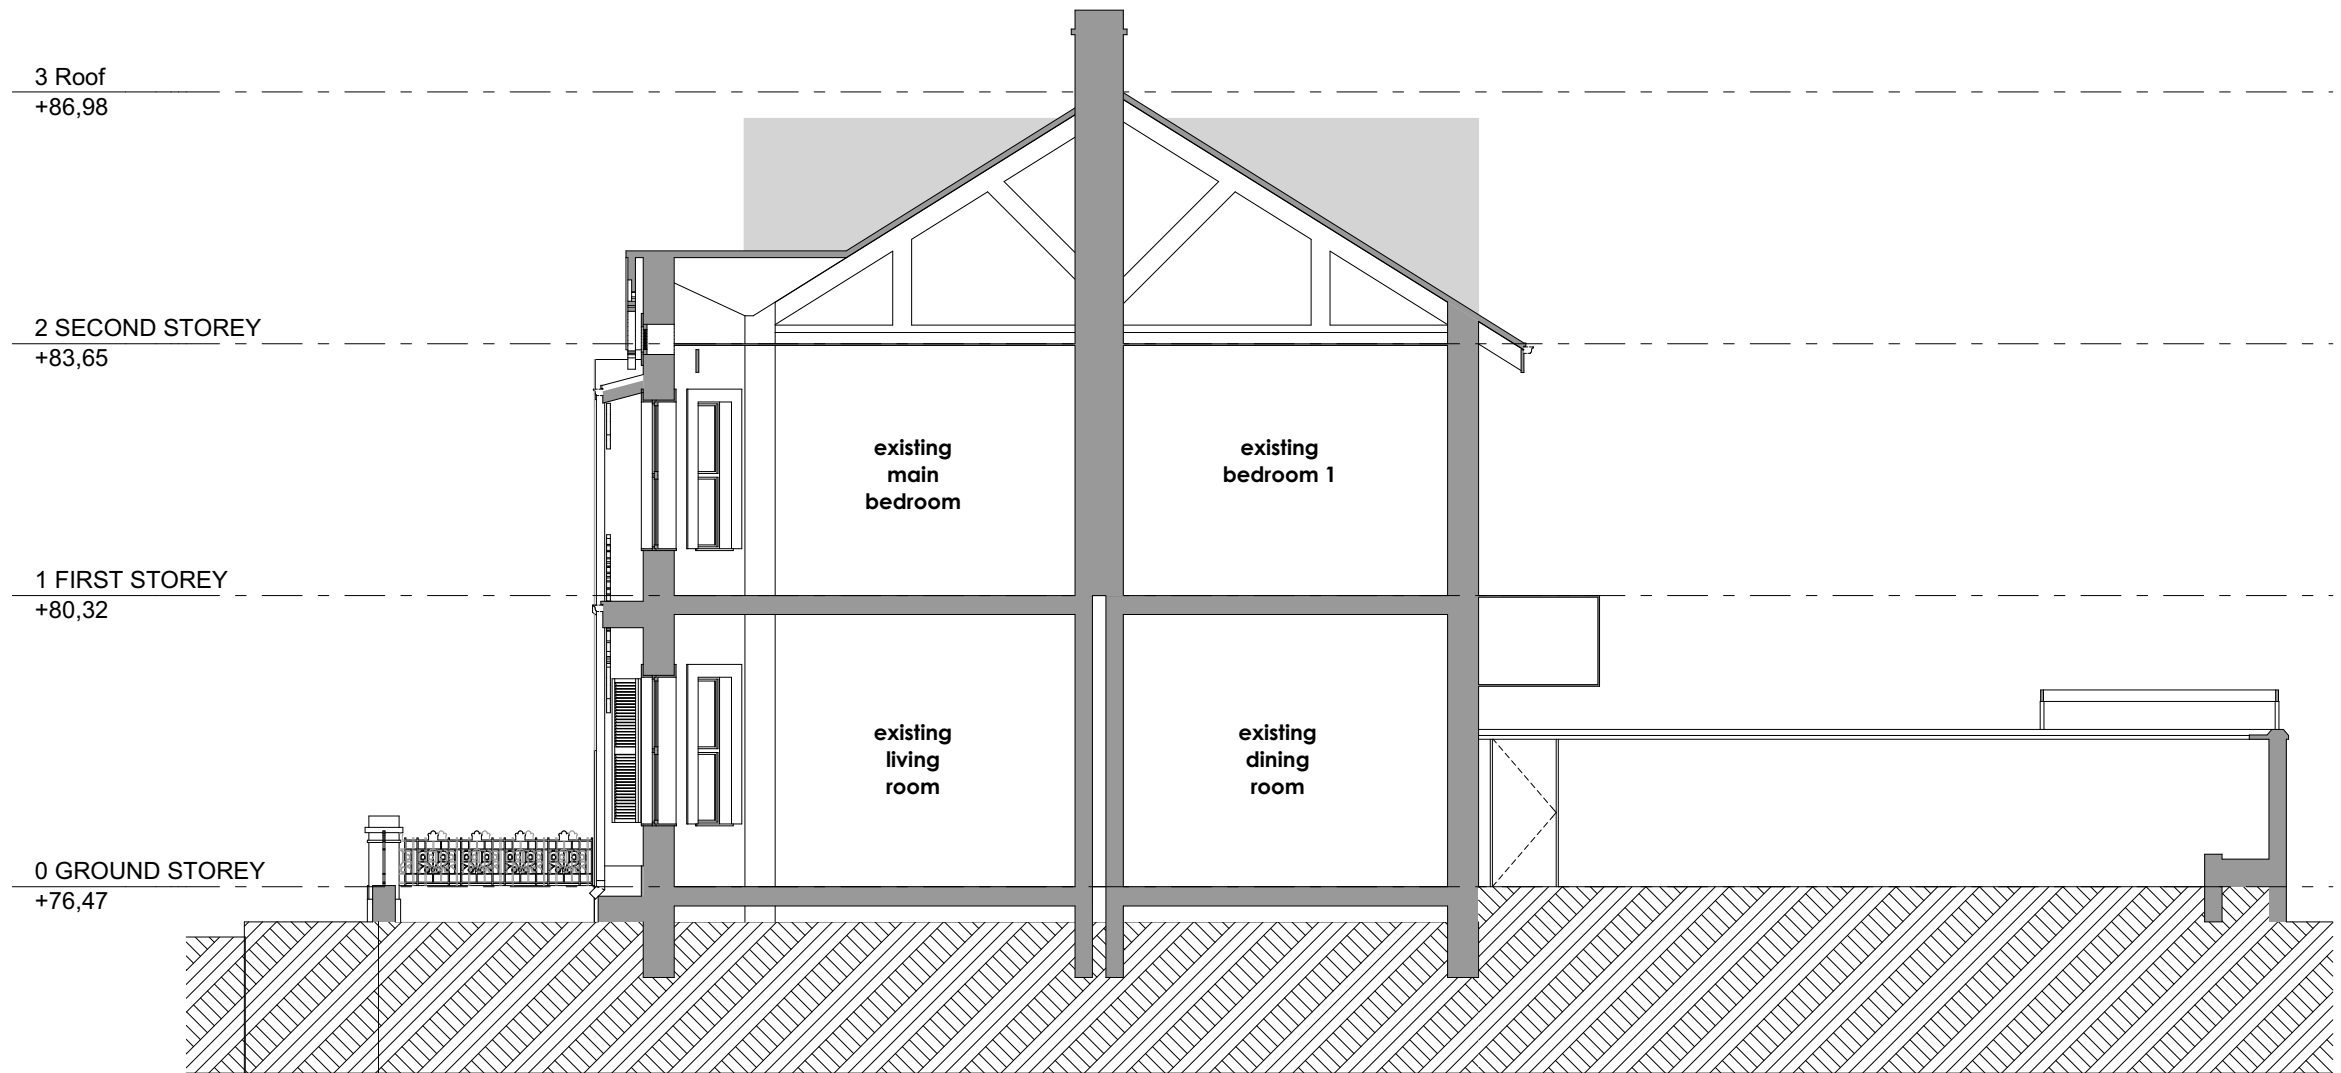 3 Roof
+86,98
2 SECOND STOREY
+83,65
existing
main
bedroom
existing
bedroom 1
1 FIRST STOREY
+80,32
existing
living
room
existing
dining
room
0 GROUND STOREY
+76,47